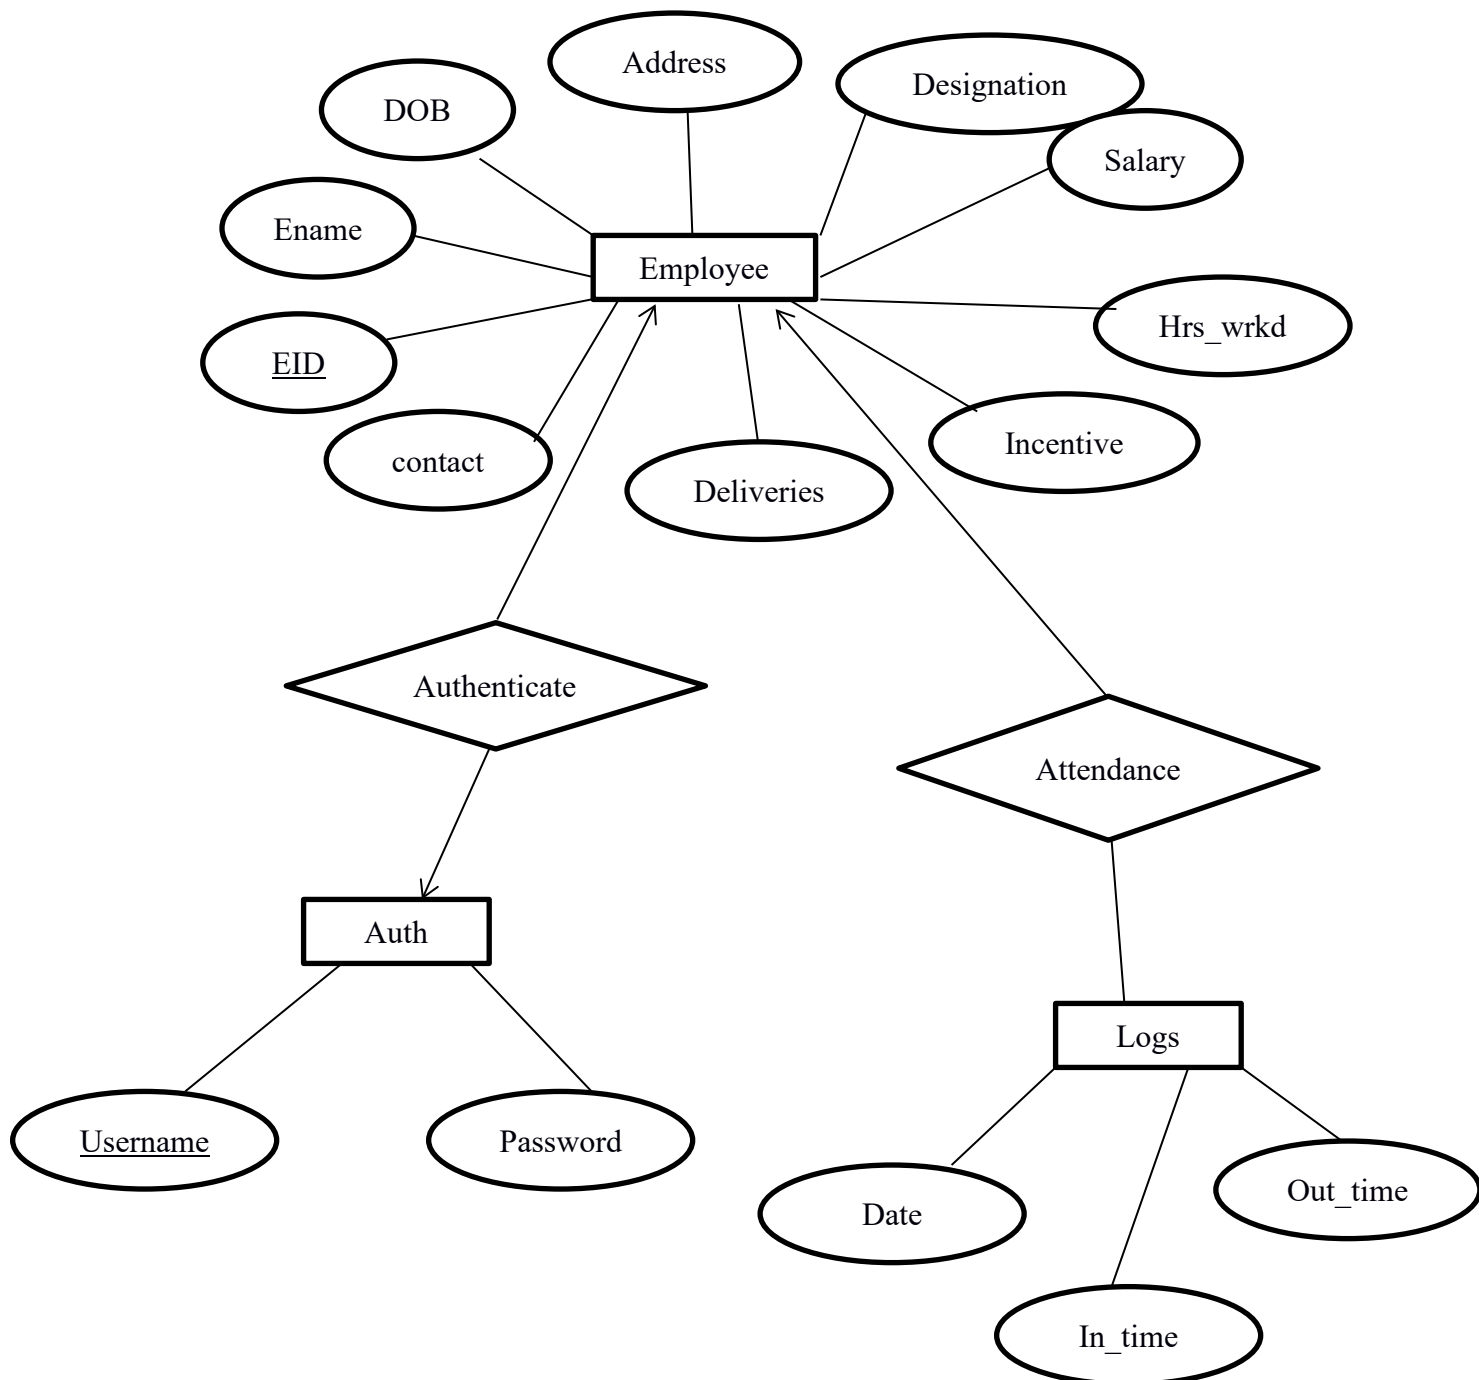 Address
Designation
DOB
Salary
Ename
Employee
Hrs_wrkd
EID
Incentive
contact
Deliveries
Authenticate
Attendance
Auth
Logs
Username
Password
Out_time
Date
In_time